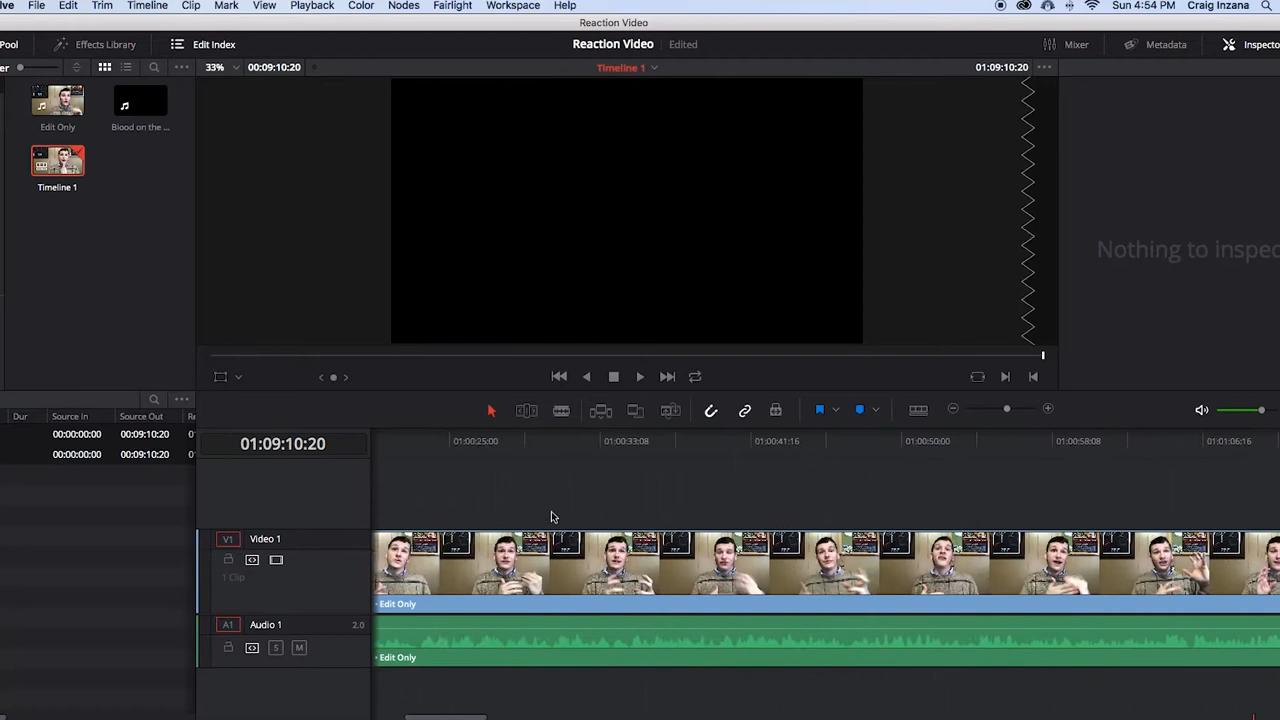 lve File Edit Trim Timeline Clip Mark View Playback Fusion Color Nodes Fairlight Workspace Help Sun 4:54 PM Craig Inzana
Reaction Video
Pool Effects Library Edit Index Reaction Video Edited Mixer Metadata Inspecto
er 33% 00:09:10:20 Timeline 1 01:09:10:20
Edit Only Blood on the ...
Timeline 1
Nothing to inspec
Dur Source In Source Out Re
01:09:10:20 01:00:25:00 01:00:33:08 01:00:41:16 01:00:50:00 01:00:58:08 01:01:06:16
00:00:00:00 00:09:10:20
00:00:00:00 00:09:10:20
V1 Video 1
1 Clip
Edit Only
A1 Audio 1 2.0
S M
Edit Only